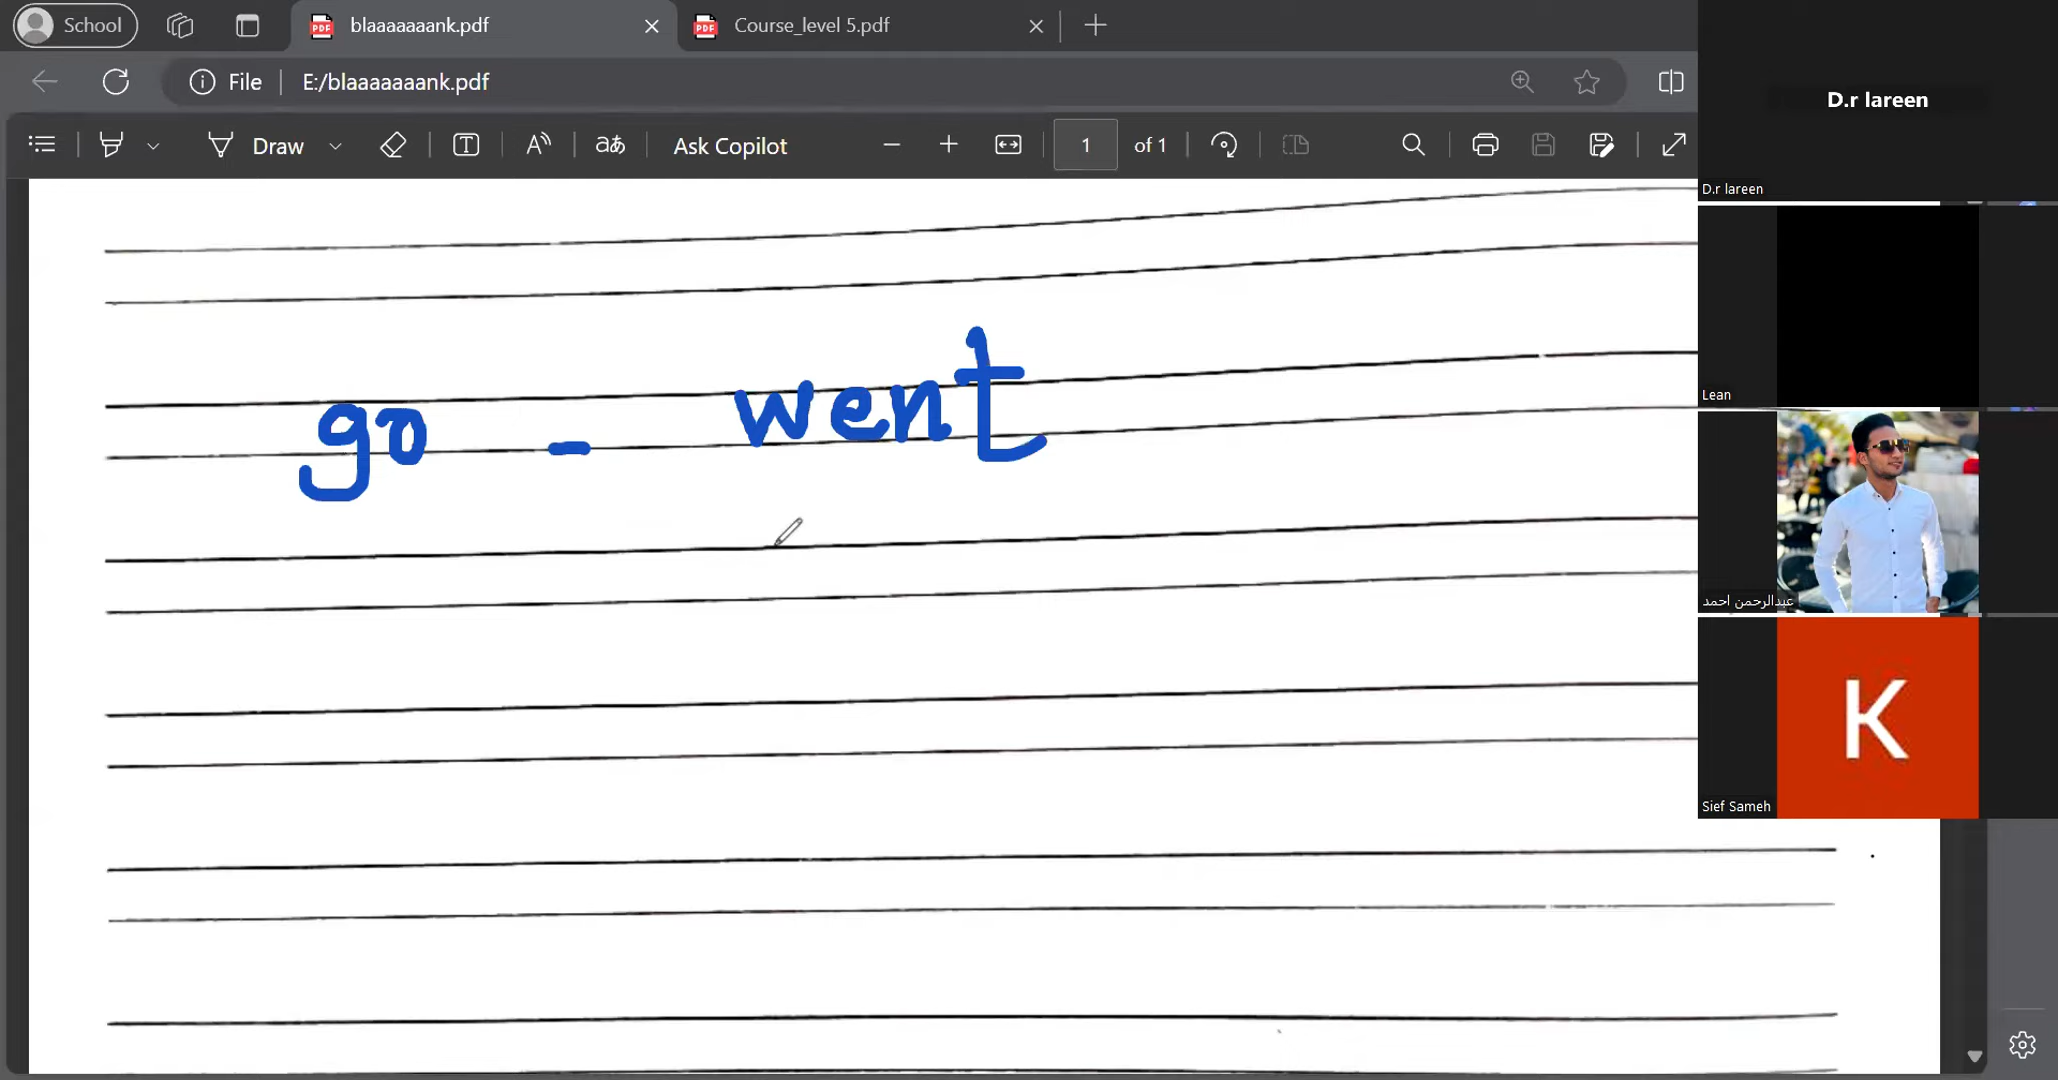 School
blaaaaaaank.pdf
Course_level 5.pdf
File
E:/blaaaaaaank.pdf
Draw
Ask Copilot
1
of 1
go - went
D.r lareen
D.r lareen
Lean
عبدالرحمن احمد
K
Sief Sameh